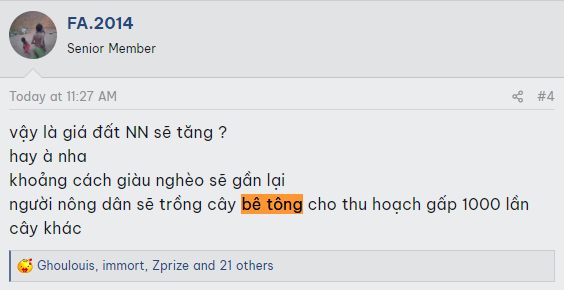 FA.2014
Senior Member
Today at 11:27 AM
#4
vậy là giá đất NN sẽ tăng ?
hay à nha
khoảng cách giàu nghèo sẽ gần lại
người nông dân sẽ trồng cây bê tông cho thu hoạch gấp 1000 lần
cây khác
Ghoulouis, immort, Zprize and 21 others